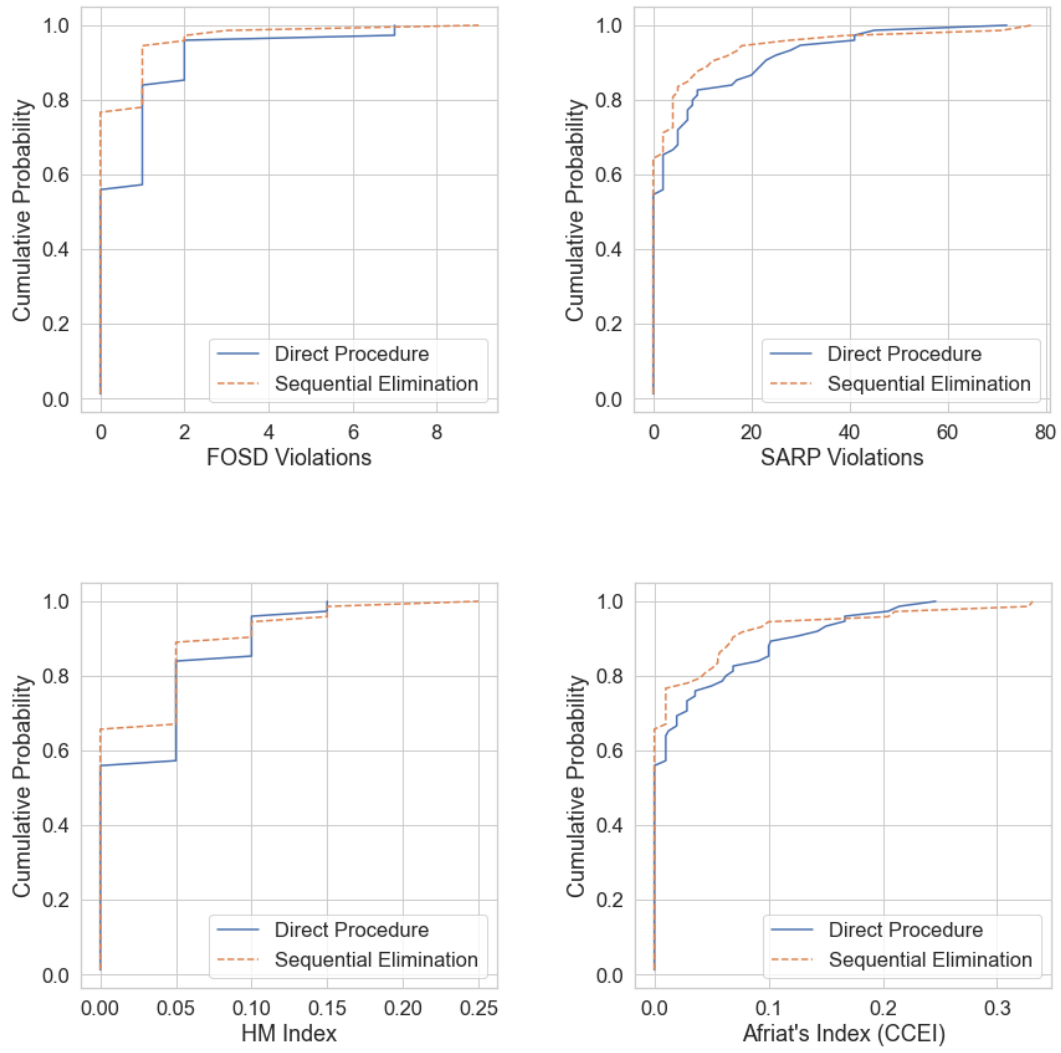 Cumulative Probability
1.0
0.8
0.6
0.4
0.2
0.0
Direct Procedure
Sequential Elimination
0 2 4 6 8
FOSD Violations
Cumulative Probability
1.0
0.8
0.6
0.4
0.2
0.0
Direct Procedure
Sequential Elimination
0 20 40 60 80
SARP Violations
Cumulative Probability
1.0
0.8
0.6
0.4
0.2
0.0
Direct Procedure
Sequential Elimination
0.00 0.05 0.10 0.15 0.20 0.25
HM Index
Cumulative Probability
1.0
0.8
0.6
0.4
0.2
0.0
Direct Procedure
Sequential Elimination
0.0 0.1 0.2 0.3
Afriat's Index (CCEI)